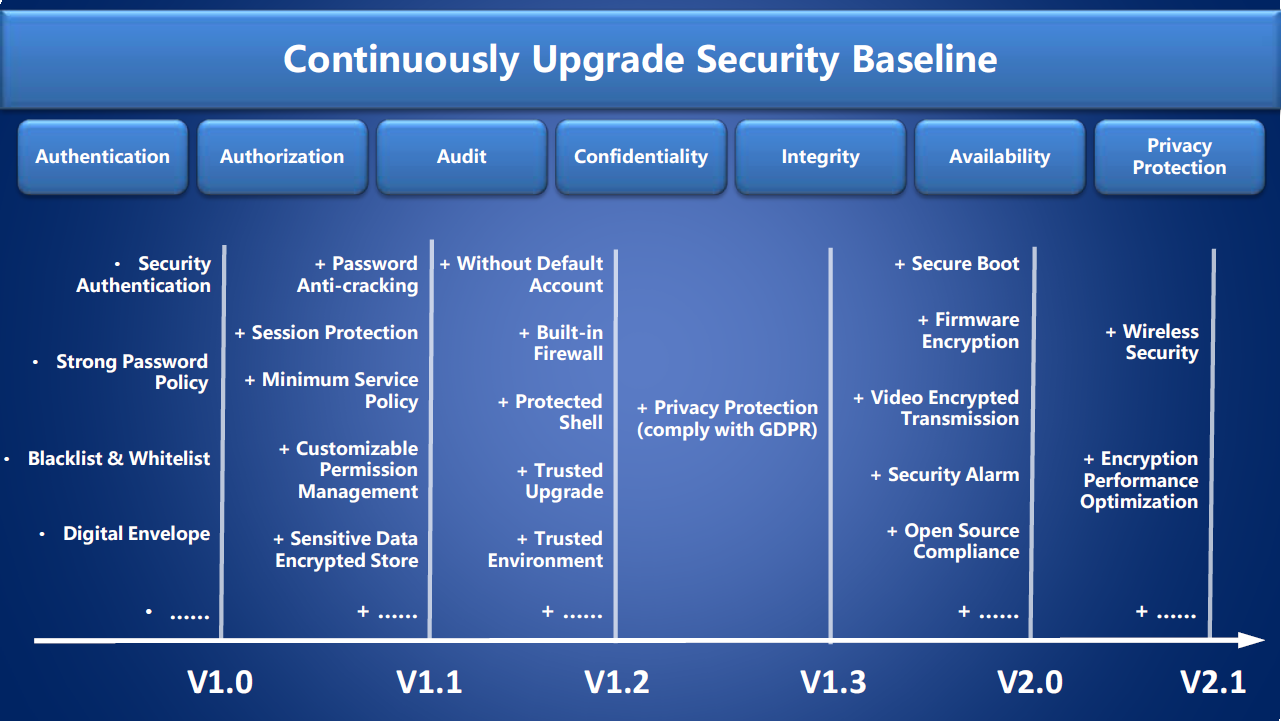 Continuously Upgrade Security Baseline
Authentication
Authorization
Audit
Confidentiality
Integrity
Availability
Privacy
Protection
• Security
Authentication
• Strong Password
Policy
• Blacklist & Whitelist
• Digital Envelope
• ......
+ Password
Anti-cracking
+ Session Protection
+ Minimum Service
Policy
+ Customizable
Permission
Management
+ Sensitive Data
Encrypted Store
+ ......
+ Without Default
Account
+ Built-in
Firewall
+ Protected
Shell
+ Trusted
Upgrade
+ Trusted
Environment
+ ......
+ Privacy Protection
(comply with GDPR)
+ Secure Boot
+ Firmware
Encryption
+ Video Encrypted
Transmission
+ Security Alarm
+ Open Source
Compliance
+ ......
+ Wireless
Security
+ Encryption
Performance
Optimization
+ ......
V1.0
V1.1
V1.2
V1.3
V2.0
V2.1